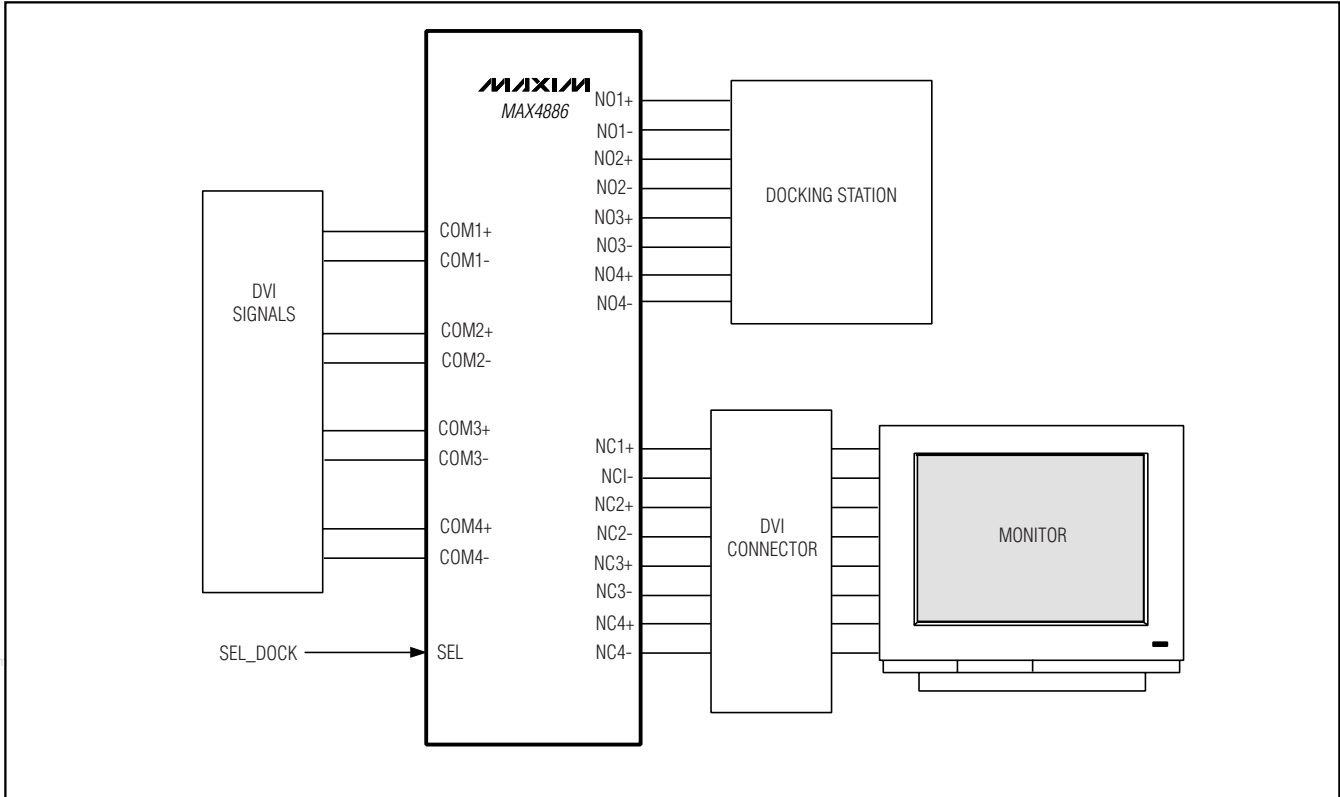 MAXIM
MAX4886
NO1+
NO1-
NO2+
NO2-
NO3+
NO3-
NO4+
NO4-
DOCKING STATION
DVI
SIGNALS
COM1+
COM1-
COM2+
COM2-
COM3+
COM3-
COM4+
COM4-
SEL_DOCK
SEL
NC1+
NCI-
NC2+
NC2-
NC3+
NC3-
NC4+
NC4-
DVI
CONNECTOR
MONITOR